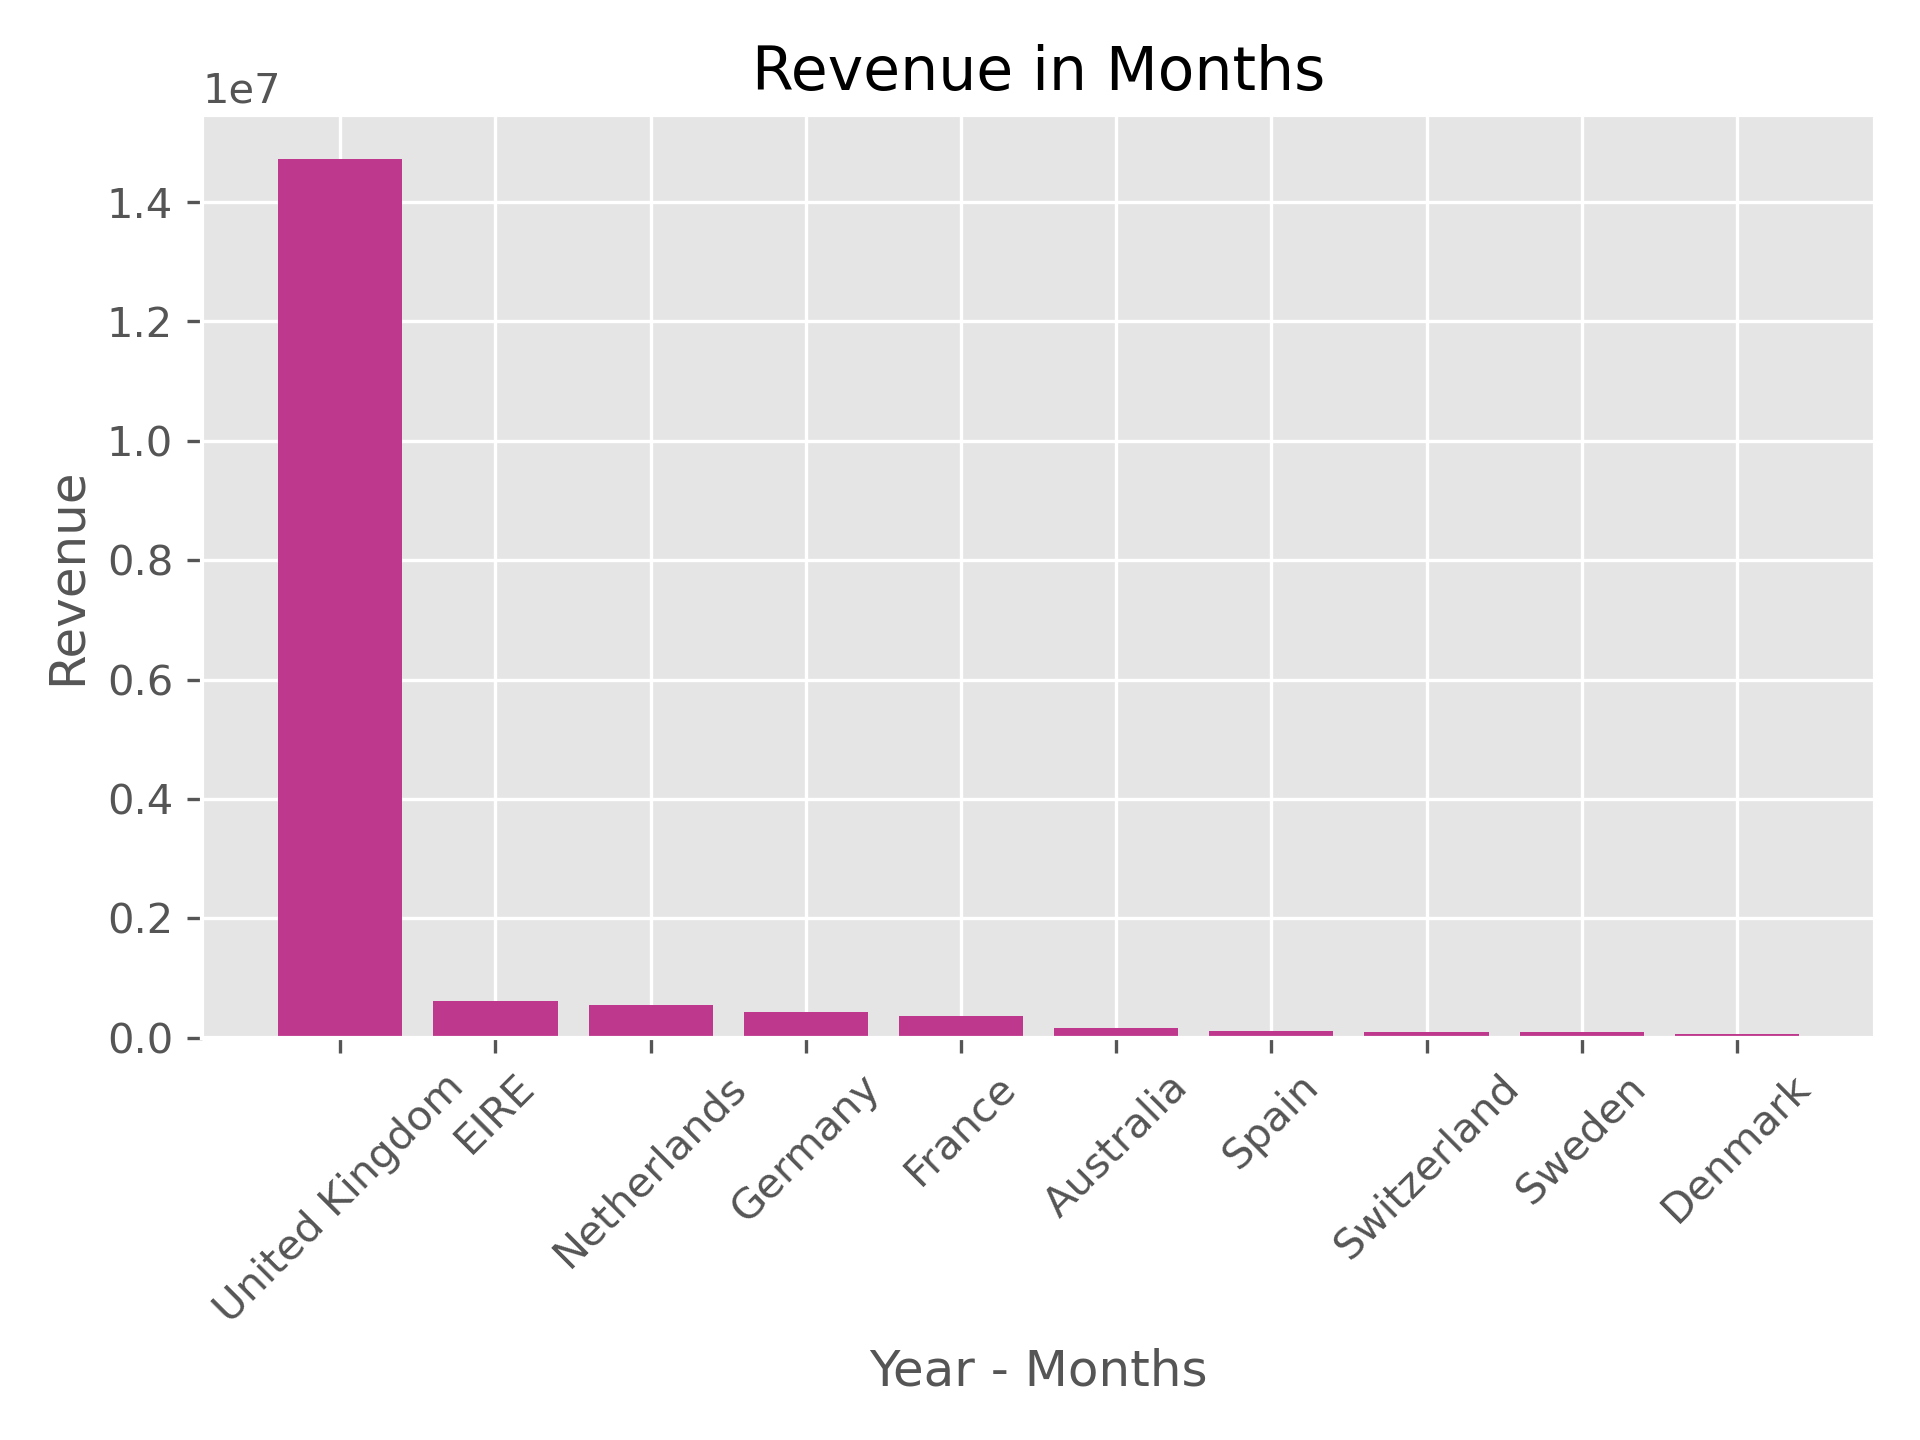 Revenue in Months
1e7
1.4
1.2
1.0
0.8
0.6
0.4
0.2
0.0
Revenue
United Kingdom
EIRE
Netherlands
Germany
France
Australia
Spain
Switzerland
Sweden
Denmark
Year - Months